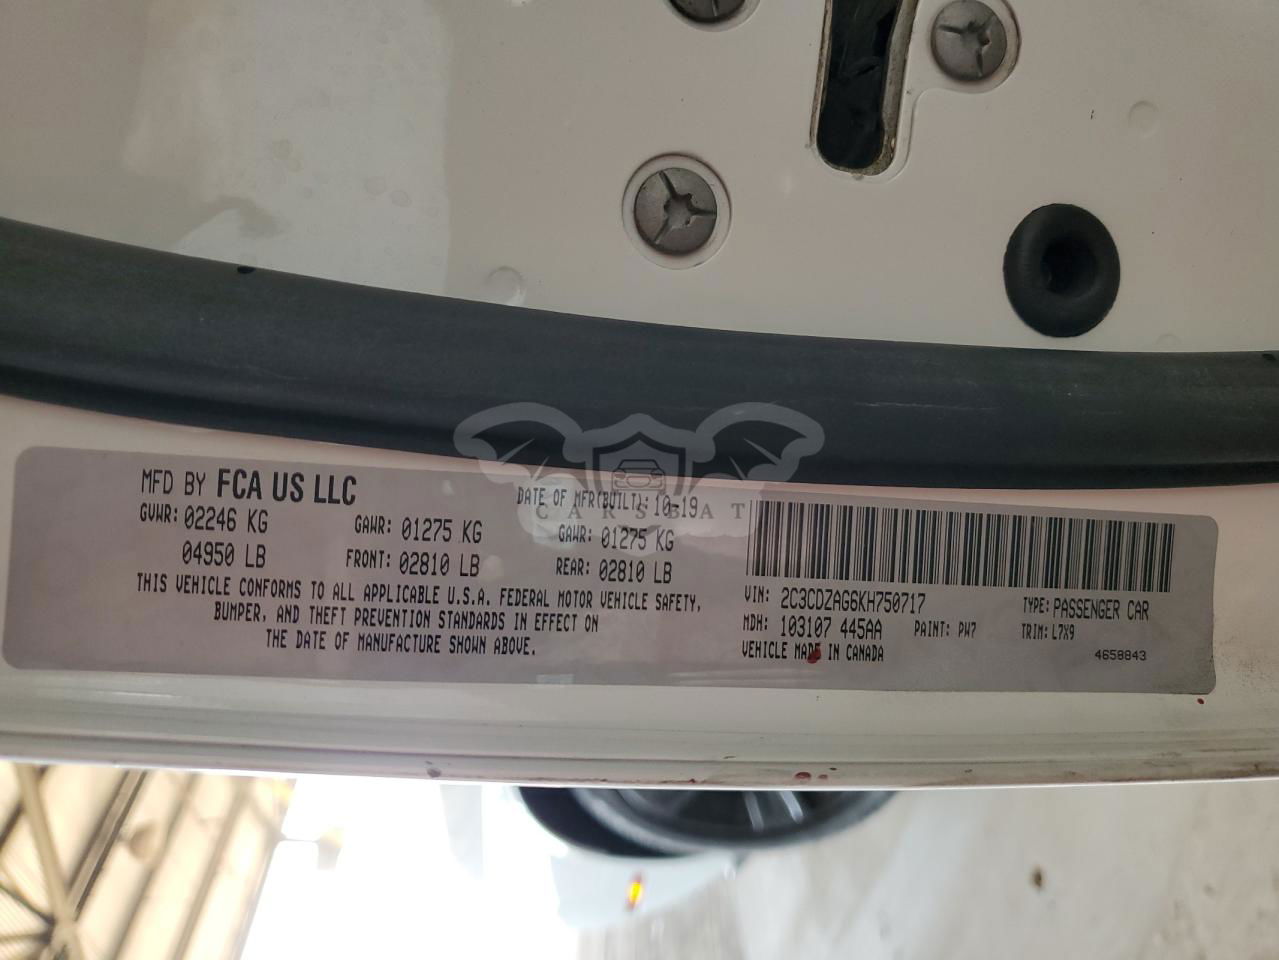 MFD BY FCA US LLC
DATE OF MFR(BUILT): 10-19
GVWR: 02246 KG
GAWR: 01275 KG
GAWR: 01275 KG
04950 LB
FRONT: 02810 LB
REAR: 02810 LB
THIS VEHICLE CONFORMS TO ALL APPLICABLE U.S.A. FEDERAL MOTOR VEHICLE SAFETY,
BUMPER, AND THEFT PREVENTION STANDARDS IN EFFECT ON
THE DATE OF MANUFACTURE SHOWN ABOVE.
VIN: 2C3CDZAG6KH750717
TYPE: PASSENGER CAR
MDH: 103107 445AA
PAINT: PW7
TRIM: L7X9
VEHICLE MADE IN CANADA
4658843
CARSBAT